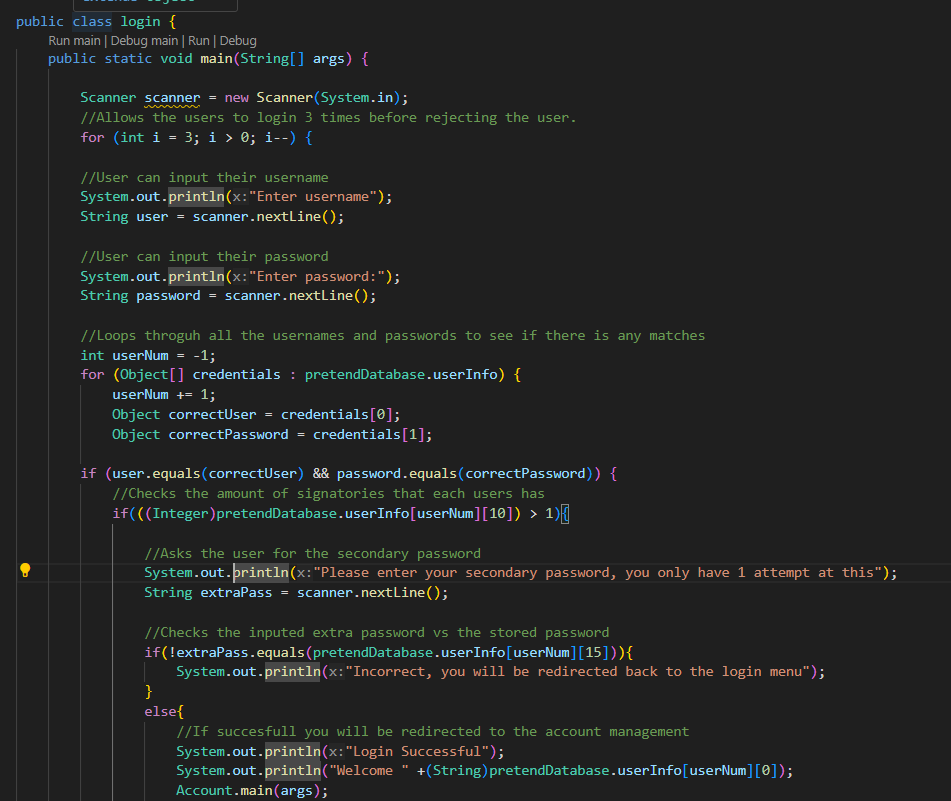 public class login {
Run main | Debug main | Run | Debug
public static void main(String[] args) {
Scanner scanner = new Scanner(System.in);
//Allows the users to login 3 times before rejecting the user.
for (int i = 3; i > 0; i--) {
//User can input their username
System.out.println(x:"Enter username");
String user = scanner.nextLine();
//User can input their password
System.out.println(x:"Enter password:");
String password = scanner.nextLine();
//Loops throguh all the usernames and passwords to see if there is any matches
int userNum = -1;
for (Object[] credentials : pretendDatabase.userInfo) {
userNum += 1;
Object correctUser = credentials[0];
Object correctPassword = credentials[1];
if (user.equals(correctUser) && password.equals(correctPassword)) {
//Checks the amount of signatories that each users has
if(((Integer)pretendDatabase.userInfo[userNum][10]) > 1){
//Asks the user for the secondary password
System.out.println(x:"Please enter your secondary password, you only have 1 attempt at this");
String extraPass = scanner.nextLine();
//Checks the inputed extra password vs the stored password
if(!extraPass.equals(pretendDatabase.userInfo[userNum][15])){
System.out.println(x:"Incorrect, you will be redirected back to the login menu");
}
else{
//If succesfull you will be redirected to the account management
System.out.println(x:"Login Successful");
System.out.println("Welcome " +(String)pretendDatabase.userInfo[userNum][0]);
Account.main(args);